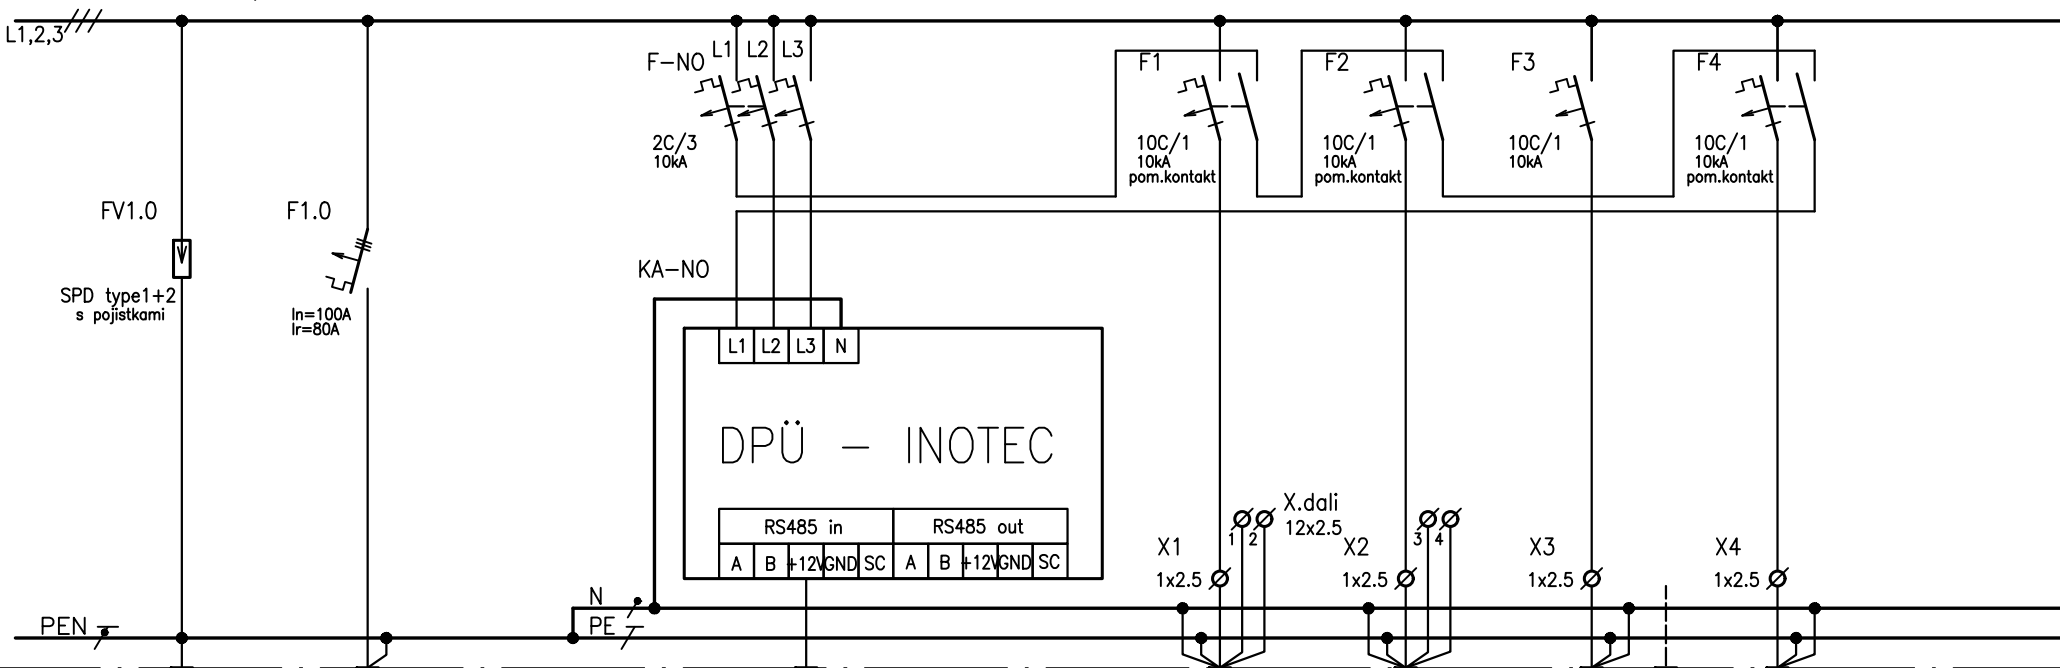 L1,2,3
L1 L2 L3
F-NO
2C/3
10kA
F1
10C/1
10kA
pom.kontakt
F2
10C/1
10kA
pom.kontakt
F3
10C/1
10kA
F4
10C/1
10kA
pom.kontakt
FV1.0
SPD type1+2
s pojistkami
F1.0
In=100A
Ir=80A
KA-NO
L1 L2 L3 N
DPÜ - INOTEC
RS485 in RS485 out
A B +12V GND SC A B +12V GND SC
X.dali
12x2.5
1 2
3 4
X1
1x2.5
X2
1x2.5
X3
1x2.5
X4
1x2.5
N
PE
PEN